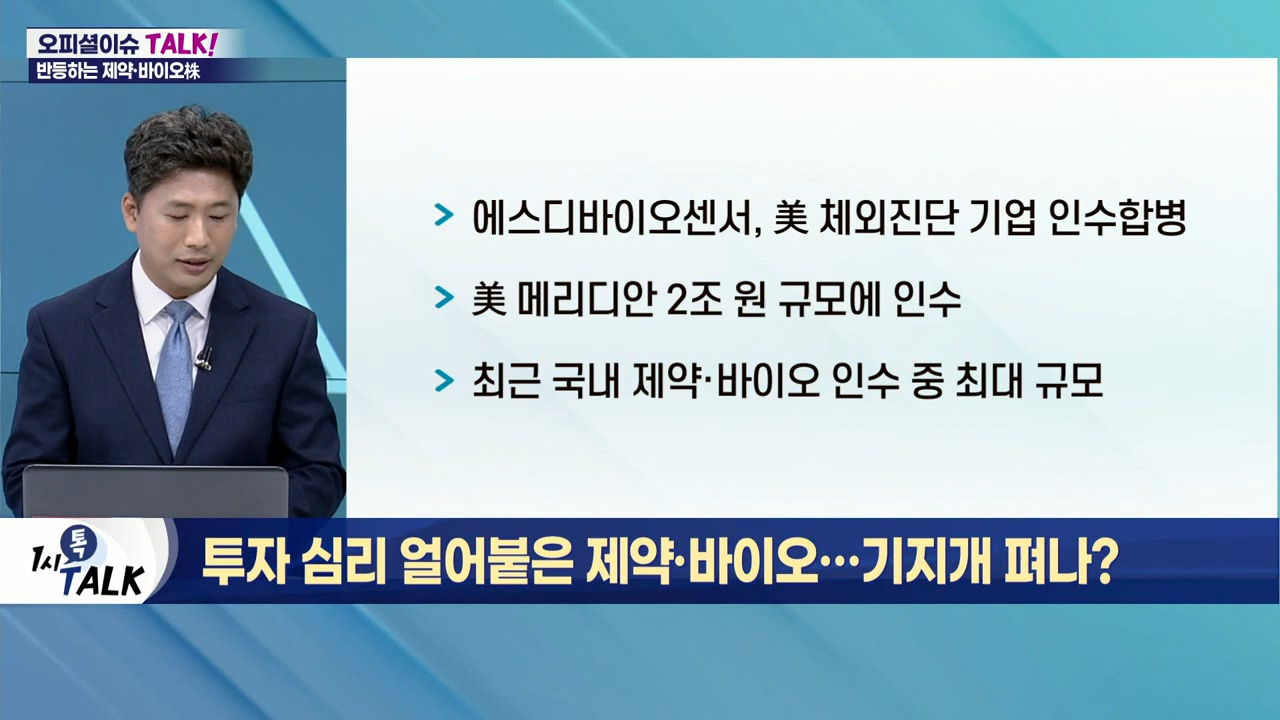 오피셜이슈 TALK!
반등하는 제약·바이오株
> 에스디바이오센서, 美 체외진단 기업 인수합병
> 美 메리디안 2조 원 규모에 인수
> 최근 국내 제약·바이오 인수 중 최대 규모
1시 톡 TALK
투자 심리 얼어붙은 제약·바이오…기지개 펴나?